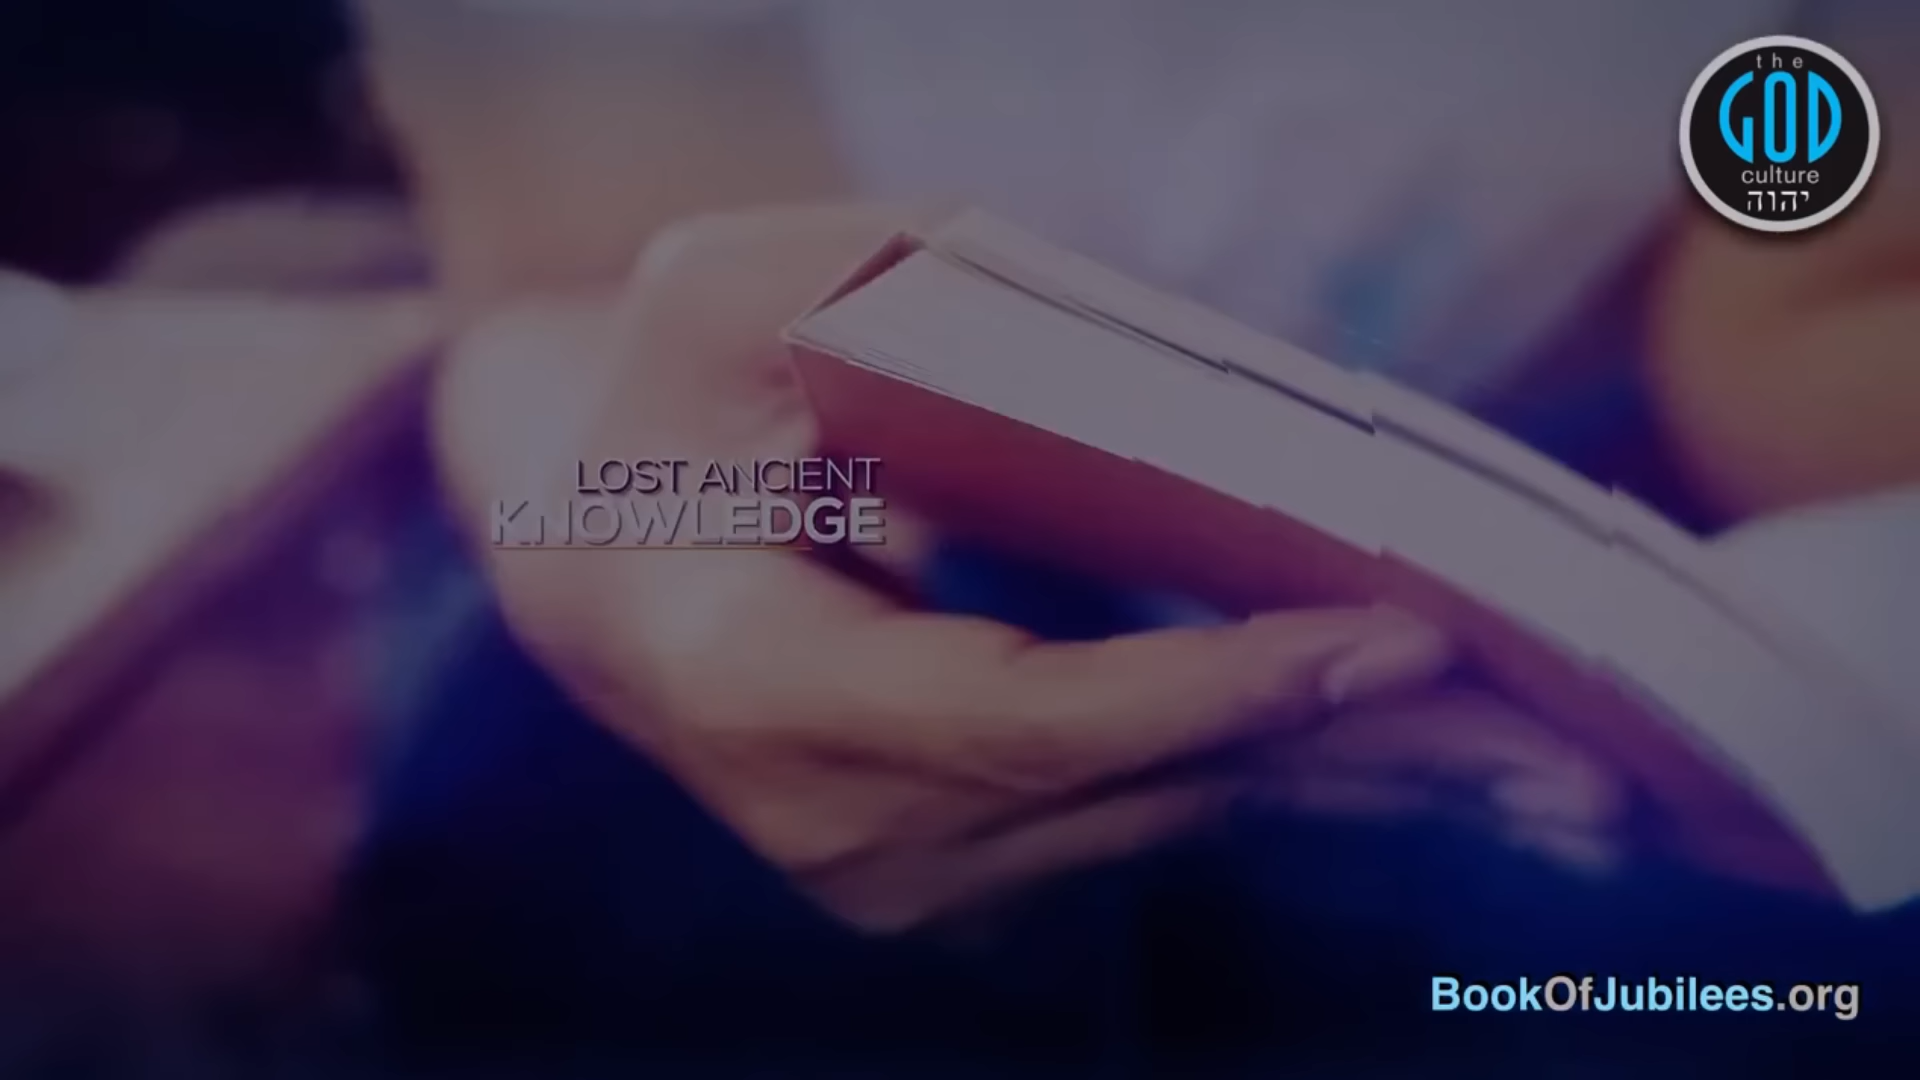 the
GOD
culture
יהוה
LOST ANCIENT
KNOWLEDGE
BookOfJubilees.org